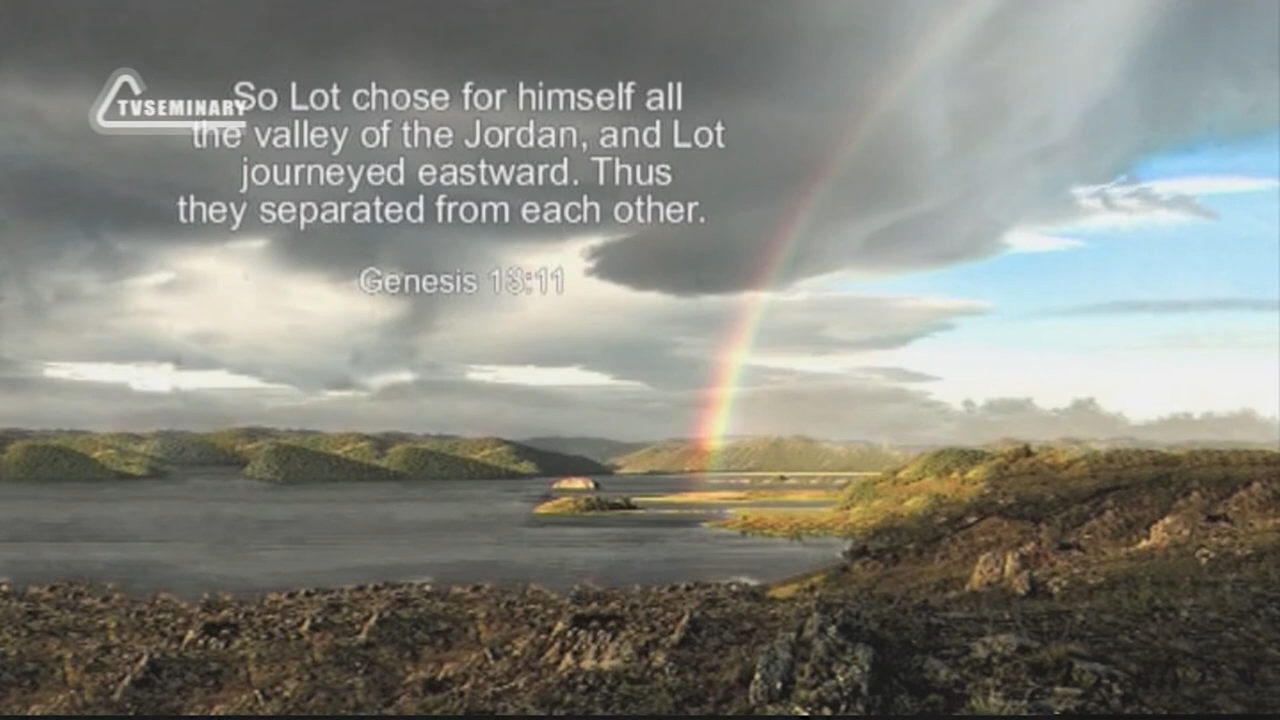 TVSEMINARY
So Lot chose for himself all
the valley of the Jordan, and Lot
journeyed eastward. Thus
they separated from each other.
Genesis 13:11